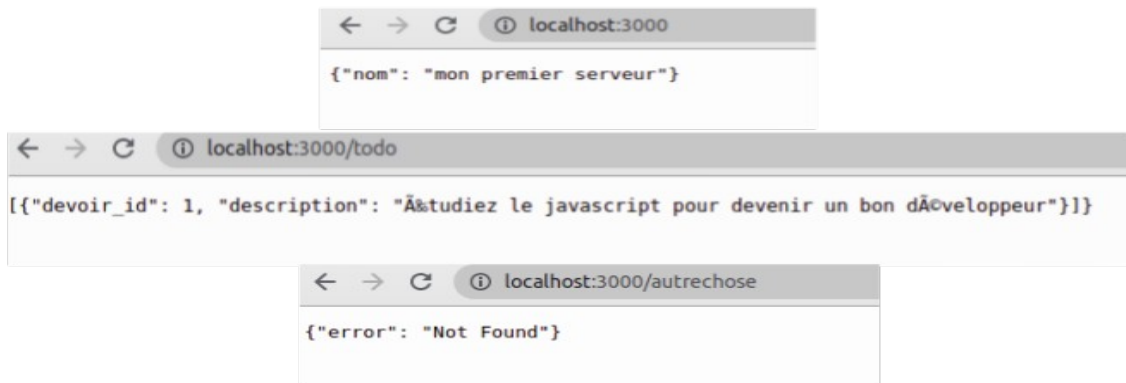 localhost:3000
{"nom": "mon premier serveur"}
localhost:3000/todo
[{"devoir_id": 1, "description": "Ã‰tudiez le javascript pour devenir un bon dÃ©veloppeur"}]}
localhost:3000/autrechose
{"error": "Not Found"}